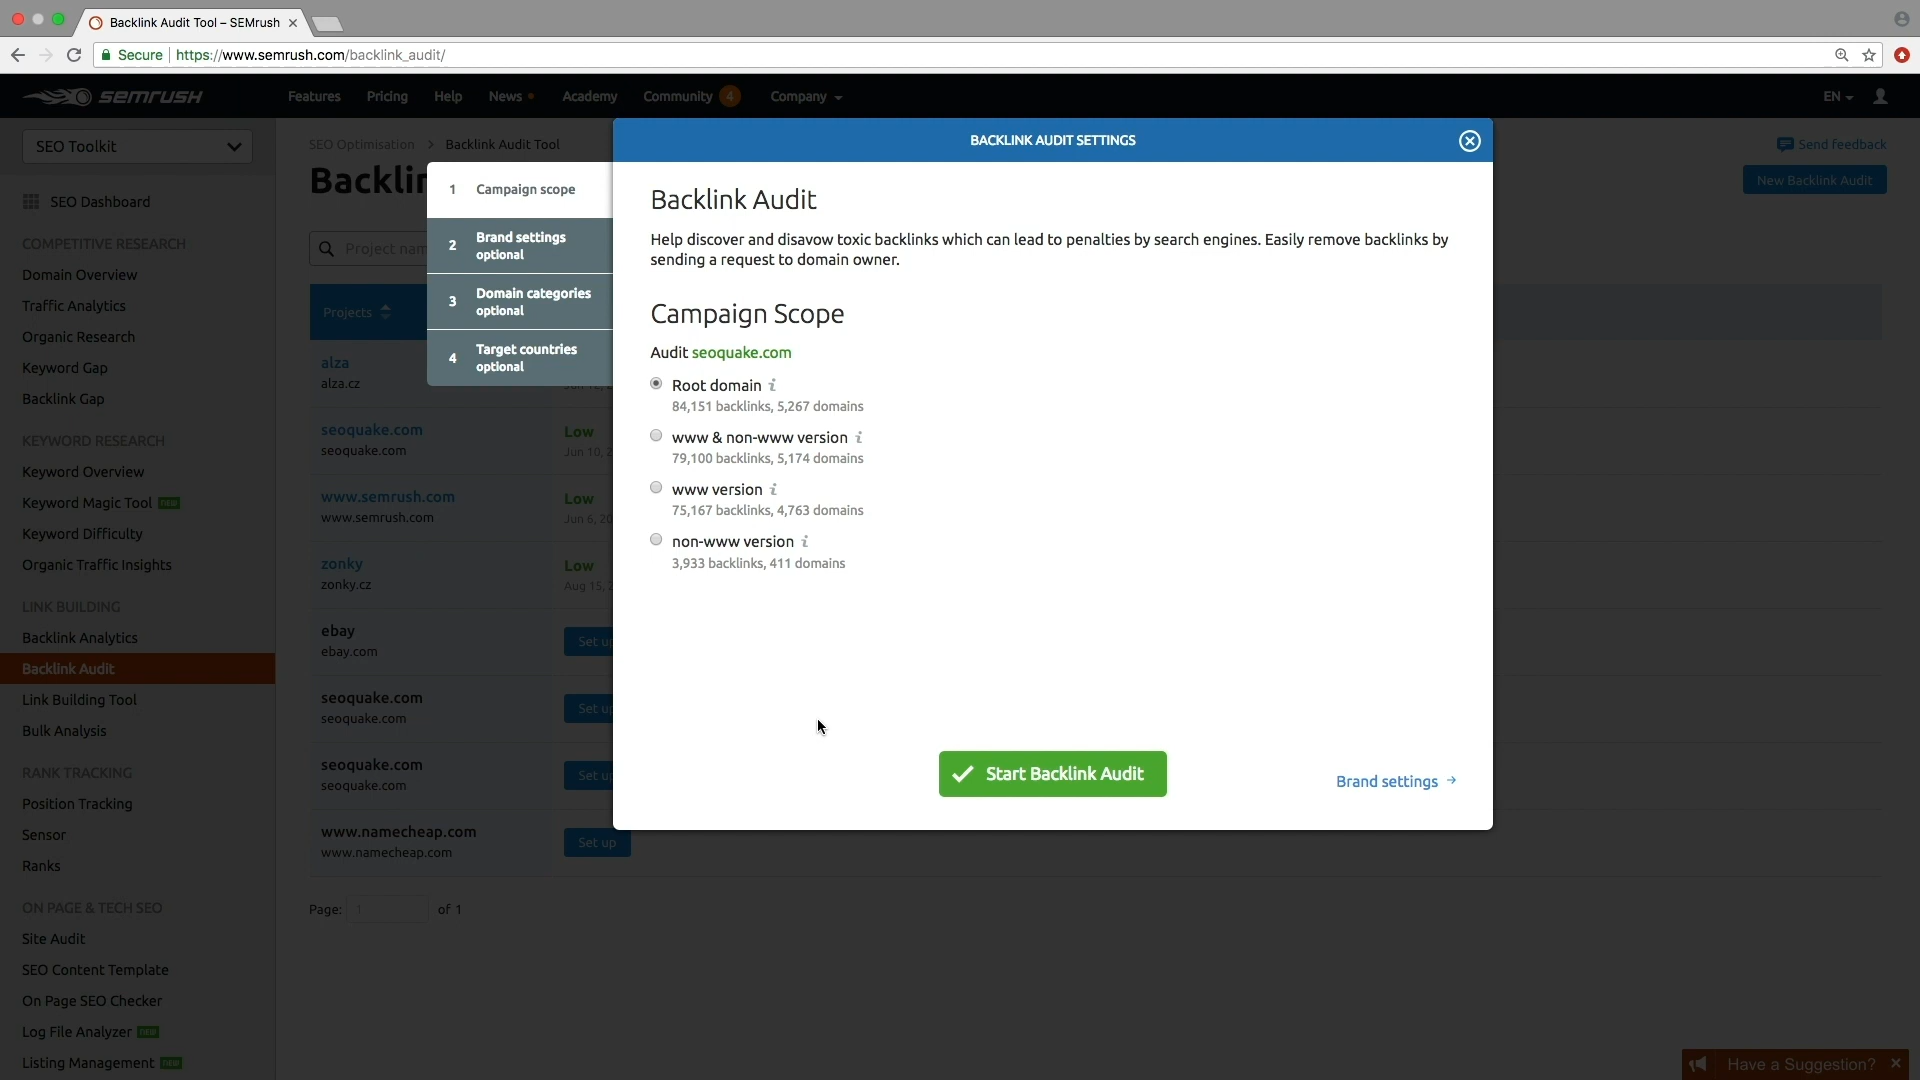 Backlink Audit Tool – SEMrush
Secure https://www.semrush.com/backlink_audit/
semrush Features Pricing Help News Academy Community 4 Company EN
SEO Toolkit
SEO Dashboard
COMPETITIVE RESEARCH
Domain Overview
Traffic Analytics
Organic Research
Keyword Gap
Backlink Gap
KEYWORD RESEARCH
Keyword Overview
Keyword Magic Tool new
Keyword Difficulty
Organic Traffic Insights
LINK BUILDING
Backlink Analytics
Backlink Audit
Link Building Tool
Bulk Analysis
RANK TRACKING
Position Tracking
Sensor
Ranks
ON PAGE & TECH SEO
Site Audit
SEO Content Template
On Page SEO Checker
Log File Analyzer new
Listing Management new
SEO Optimisation > Backlink Audit Tool
Send feedback
New Backlink Audit
Projects
alza
alza.cz
seoquake.com
seoquake.com
Low
Jun 10,
www.semrush.com
www.semrush.com
Low
Jun 6,
zonky
zonky.cz
Low
Aug 15,
ebay
ebay.com
Set
seoquake.com
seoquake.com
Set
seoquake.com
seoquake.com
Set
www.namecheap.com
www.namecheap.com
Set up
Page: 1 of 1
1 Campaign scope
2 Brand settings
optional
3 Domain categories
optional
4 Target countries
optional
BACKLINK AUDIT SETTINGS
Backlink Audit
Help discover and disavow toxic backlinks which can lead to penalties by search engines. Easily remove backlinks by
sending a request to domain owner.
Campaign Scope
Audit seoquake.com
Root domain i
84,151 backlinks, 5,267 domains
www & non-www version i
79,100 backlinks, 5,174 domains
www version i
75,167 backlinks, 4,763 domains
non-www version i
3,933 backlinks, 411 domains
Start Backlink Audit
Brand settings →
Have a Suggestion?